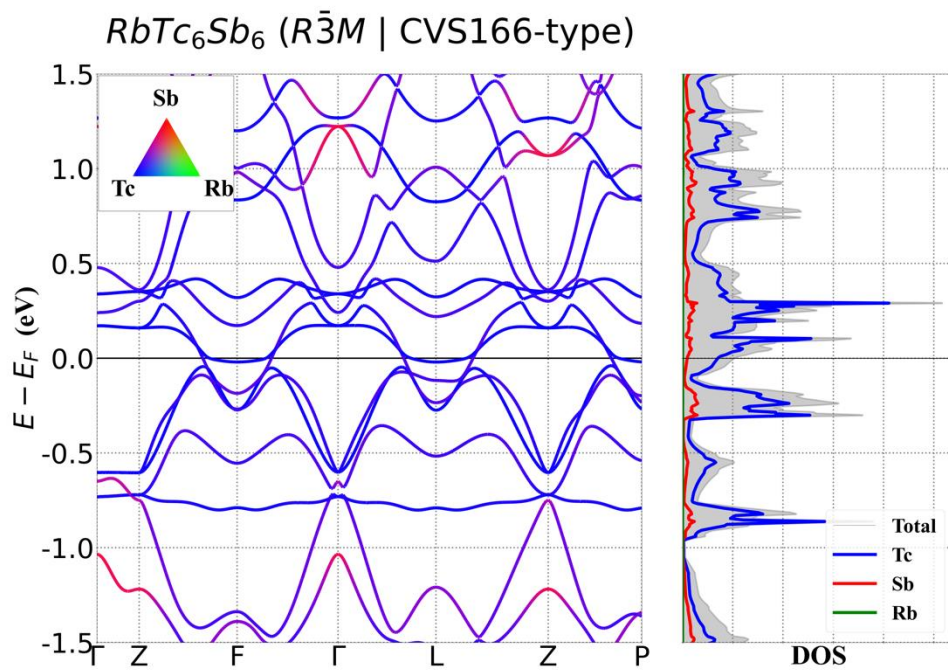 RbTc₆Sb₆ (R3̄M | CVS166-type)
1.5
1.0
0.5
0.0
-0.5
-1.0
-1.5
E − E_F (eV)
Sb
Tc Rb
Γ Z F Γ L Z P
Total
Tc
Sb
Rb
DOS